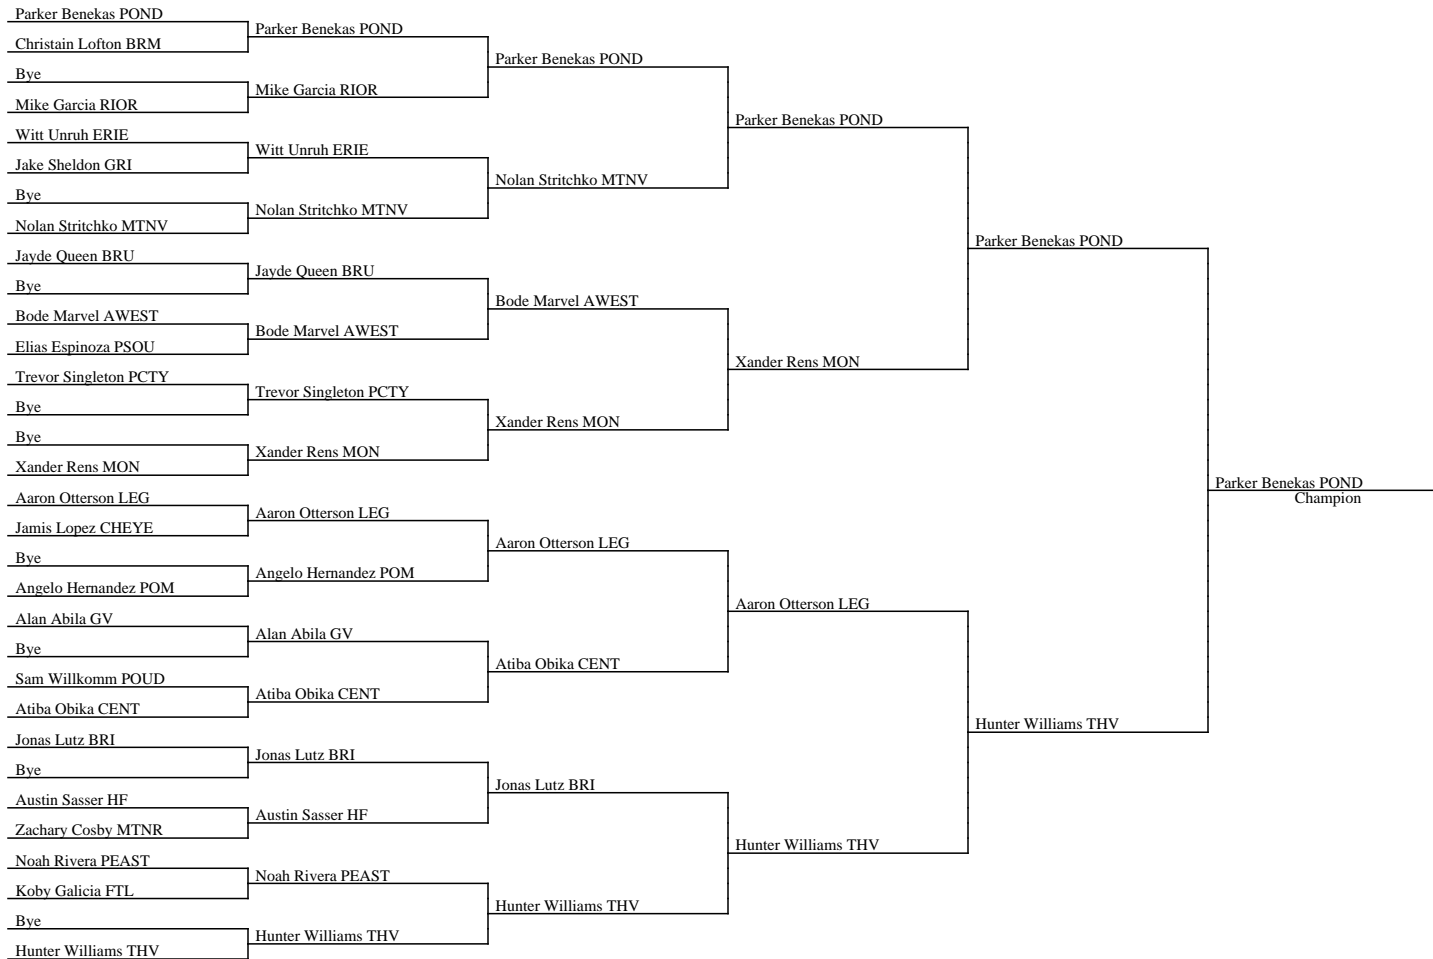 Parker Benekas POND
Christain Lofton BRM
Bye
Mike Garcia RIOR
Witt Unruh ERIE
Jake Sheldon GRI
Bye
Nolan Stritchko MTNV
Jayde Queen BRU
Bye
Bode Marvel AWEST
Elias Espinoza PSOU
Trevor Singleton PCTY
Bye
Bye
Xander Rens MON
Aaron Otterson LEG
Jamis Lopez CHEYE
Bye
Angelo Hernandez POM
Alan Abila GV
Bye
Sam Willkomm POUD
Atiba Obika CENT
Jonas Lutz BRI
Bye
Austin Sasser HF
Zachary Cosby MTNR
Noah Rivera PEAST
Koby Galicia FTL
Bye
Hunter Williams THV
Parker Benekas POND
Mike Garcia RIOR
Witt Unruh ERIE
Nolan Stritchko MTNV
Jayde Queen BRU
Bode Marvel AWEST
Trevor Singleton PCTY
Xander Rens MON
Aaron Otterson LEG
Angelo Hernandez POM
Alan Abila GV
Atiba Obika CENT
Jonas Lutz BRI
Austin Sasser HF
Noah Rivera PEAST
Hunter Williams THV
Parker Benekas POND
Nolan Stritchko MTNV
Bode Marvel AWEST
Xander Rens MON
Aaron Otterson LEG
Atiba Obika CENT
Jonas Lutz BRI
Hunter Williams THV
Parker Benekas POND
Xander Rens MON
Aaron Otterson LEG
Hunter Williams THV
Parker Benekas POND
Hunter Williams THV
Parker Benekas POND
Champion